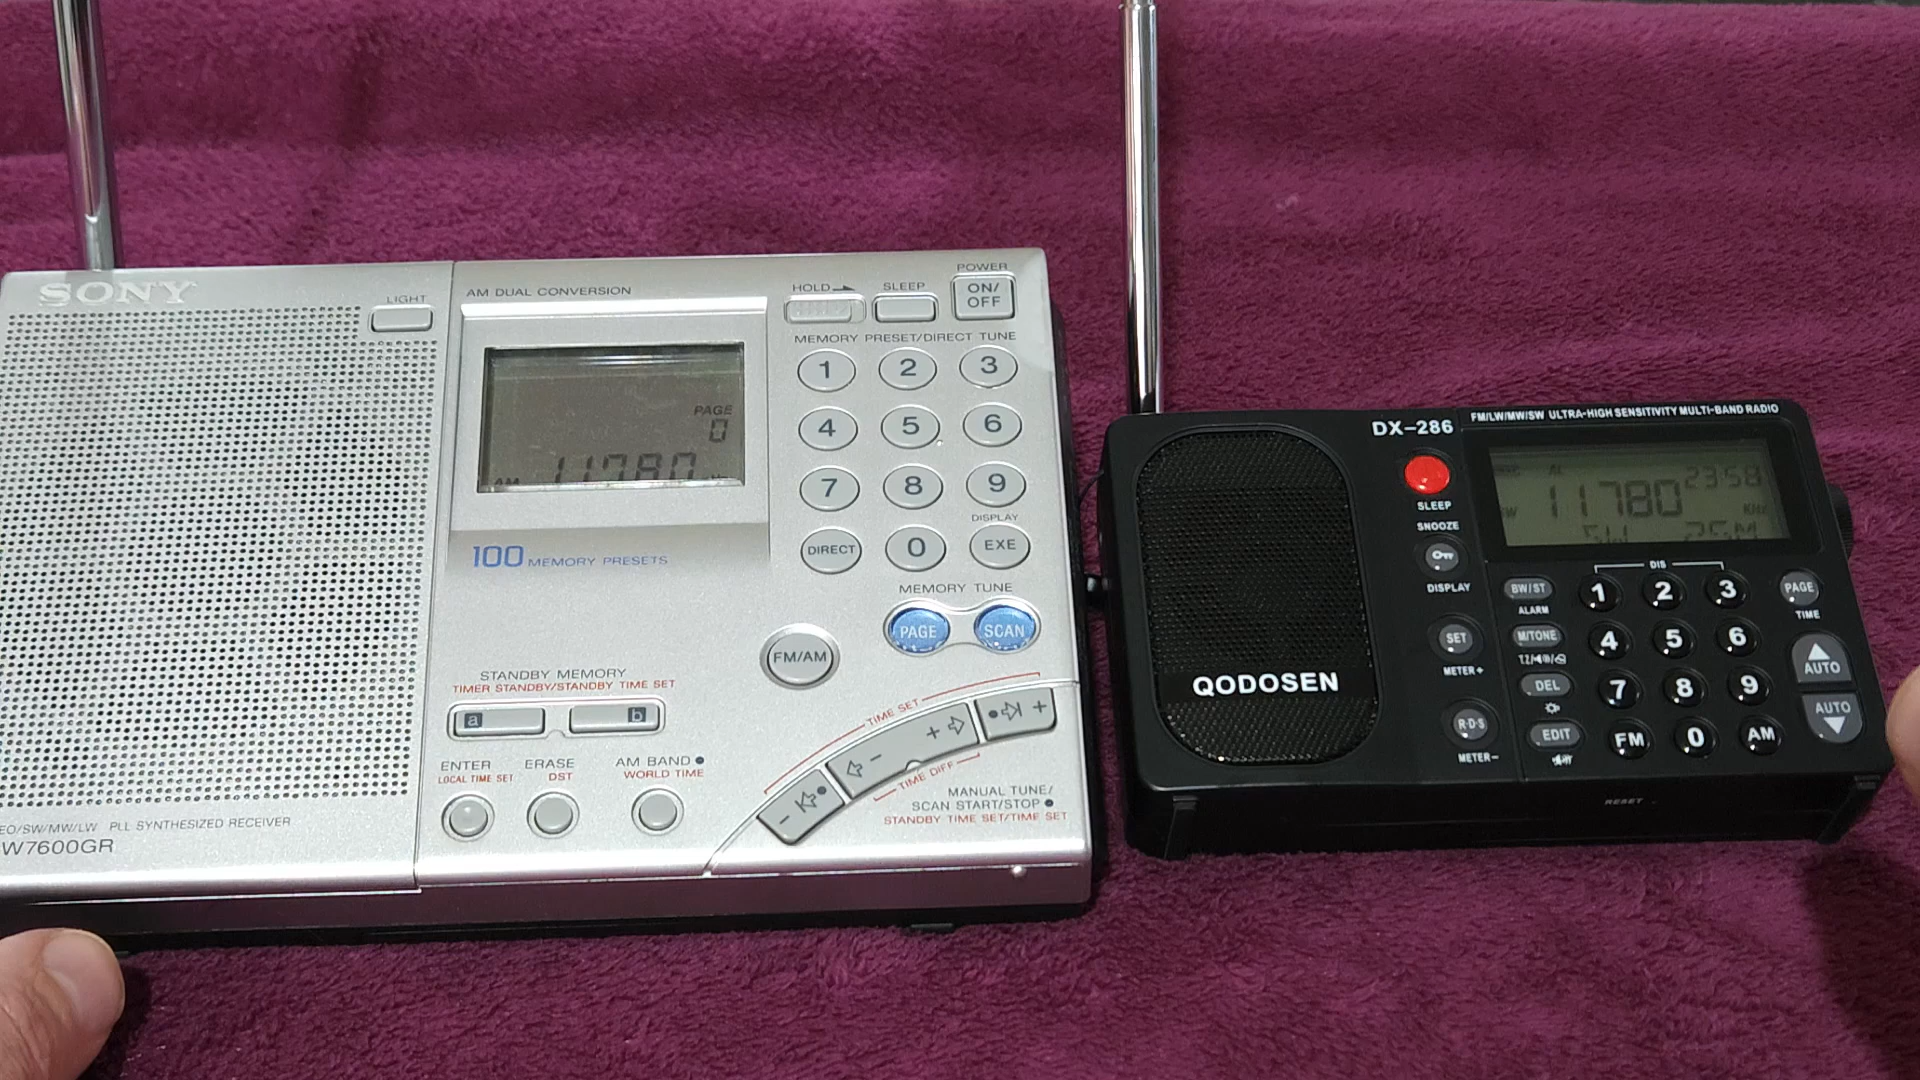 SONY
LIGHT
EO/SW/MW/LW PLL SYNTHESIZED RECEIVER
W7600GR
AM DUAL CONVERSION
PAGE
0
AM 11780
100 MEMORY PRESETS
HOLD SLEEP POWER
ON/OFF
MEMORY PRESET/DIRECT TUNE
1 2 3
4 5 6
7 8 9
DISPLAY
DIRECT 0 EXE
MEMORY TUNE
PAGE SCAN
FM/AM
STANDBY MEMORY
TIMER STANDBY/STANDBY TIME SET
a b
ENTER ERASE AM BAND
LOCAL TIME SET DST WORLD TIME
TIME SET
- - + +
TIME DIFF
MANUAL TUNE/
SCAN START/STOP
STANDBY TIME SET/TIME SET
FM/LW/MW/SW ULTRA-HIGH SENSITIVITY MULTI-BAND RADIO
DX-286
SLEEP
SNOOZE
DISPLAY
SET
METER+
R·D·S
METER-
QODOSEN
AL 23:58
11780 KHz
SW 25M
DIS
BW/ST 1 2 3 PAGE
ALARM TIME
M/TONE 4 5 6 AUTO
DEL 7 8 9 AUTO
EDIT FM 0 AM
RESET